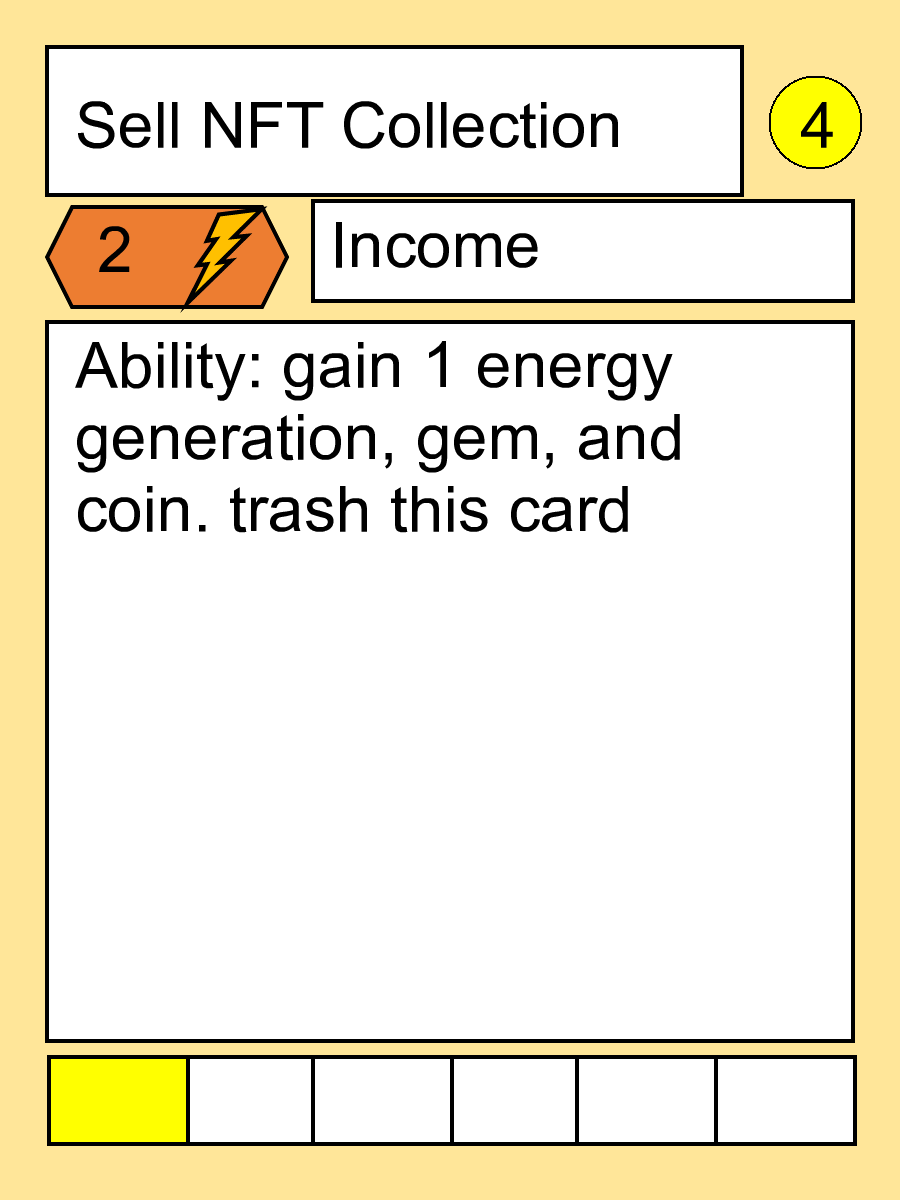 Sell NFT Collection
4
2
Income
Ability: gain 1 energy
generation, gem, and
coin. trash this card